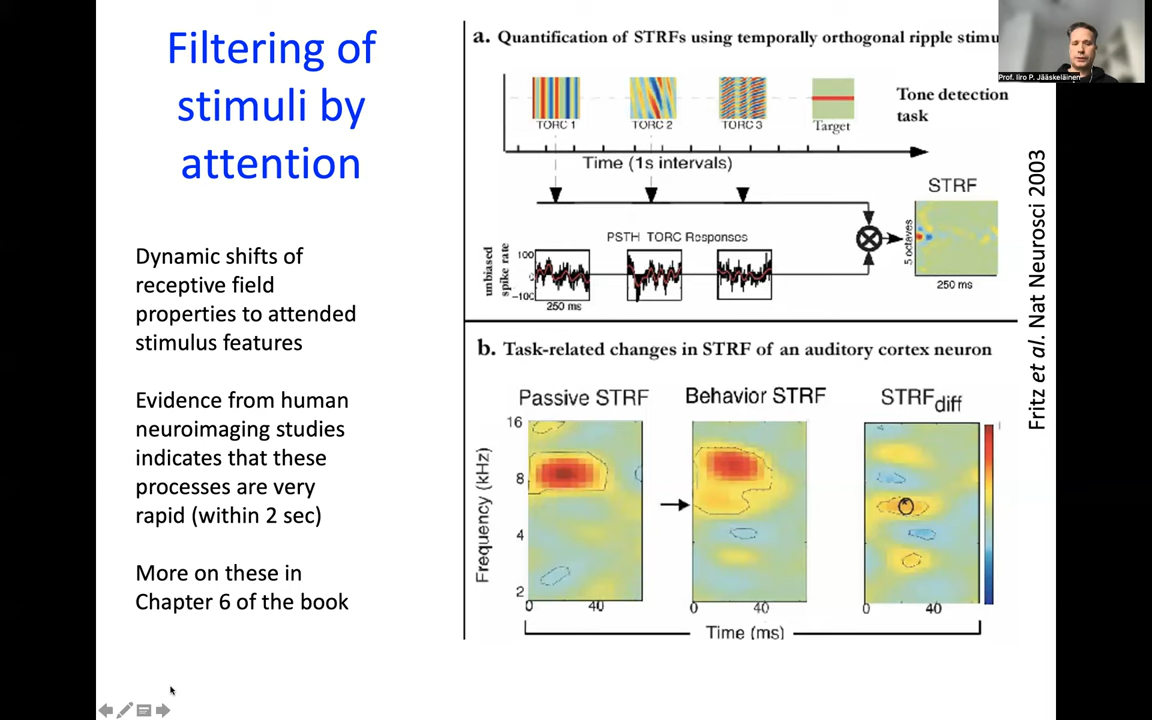 Filtering of
stimuli by
attention
Dynamic shifts of
receptive field
properties to attended
stimulus features
Evidence from human
neuroimaging studies
indicates that these
processes are very
rapid (within 2 sec)
More on these in
Chapter 6 of the book
a. Quantification of STRFs using temporally orthogonal ripple stimu
TORC 1
TORC 2
TORC 3
Target
Tone detection
task
Time (1s intervals)
STRF
PSTH TORC Responses
unbiased
spike rate
100
0
-100
250 ms
5 octaves
250 ms
b. Task-related changes in STRF of an auditory cortex neuron
Passive STRF
Behavior STRF
STRFdiff
Frequency (kHz)
16
8
4
2
0 40
0 40
0 40
Time (ms)
Fritz et al. Nat Neurosci 2003
Prof. Iiro P. Jääskeläinen